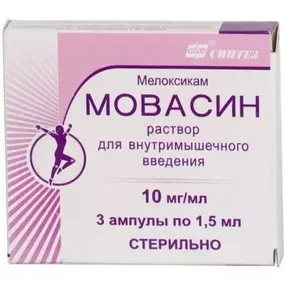 СИНТЕЗ
Мелоксикам
МОВАСИН
раствор
для внутримышечного
введения
10 мг/мл
3 ампулы по 1,5 мл
СТЕРИЛЬНО